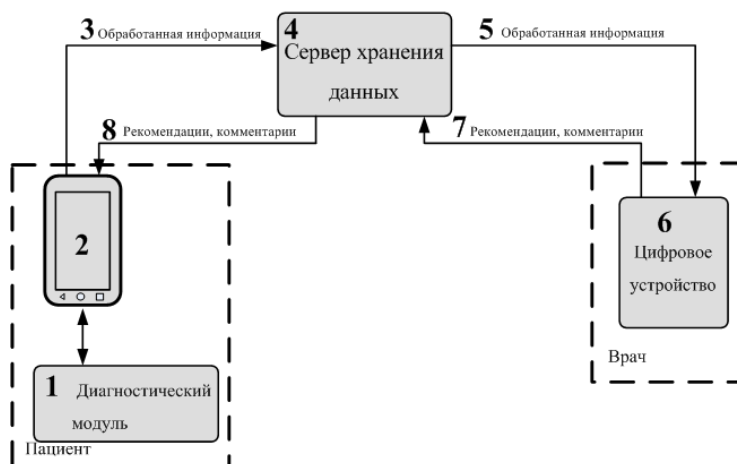 3 Обработанная информация
4
Сервер хранения
данных
5 Обработанная информация
8 Рекомендации, комментарии
7 Рекомендации, комментарии
2
6
Цифровое
устройство
Врач
1 Диагностический
модуль
Пациент